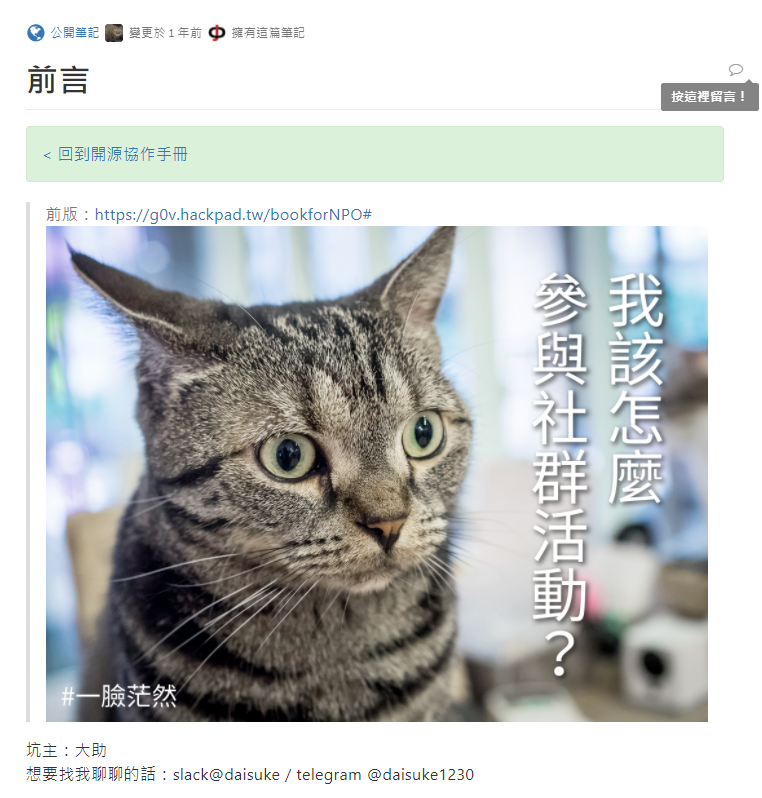 公開筆記 變更於 1 年前 擁有這篇筆記
前言
按這裡留言！
< 回到開源協作手冊
前版：https://g0v.hackpad.tw/bookforNPO#
我該怎麼
參與社群活動？
#一臉茫然
坑主：大助
想要找我聊聊的話：slack@daisuke / telegram @daisuke1230